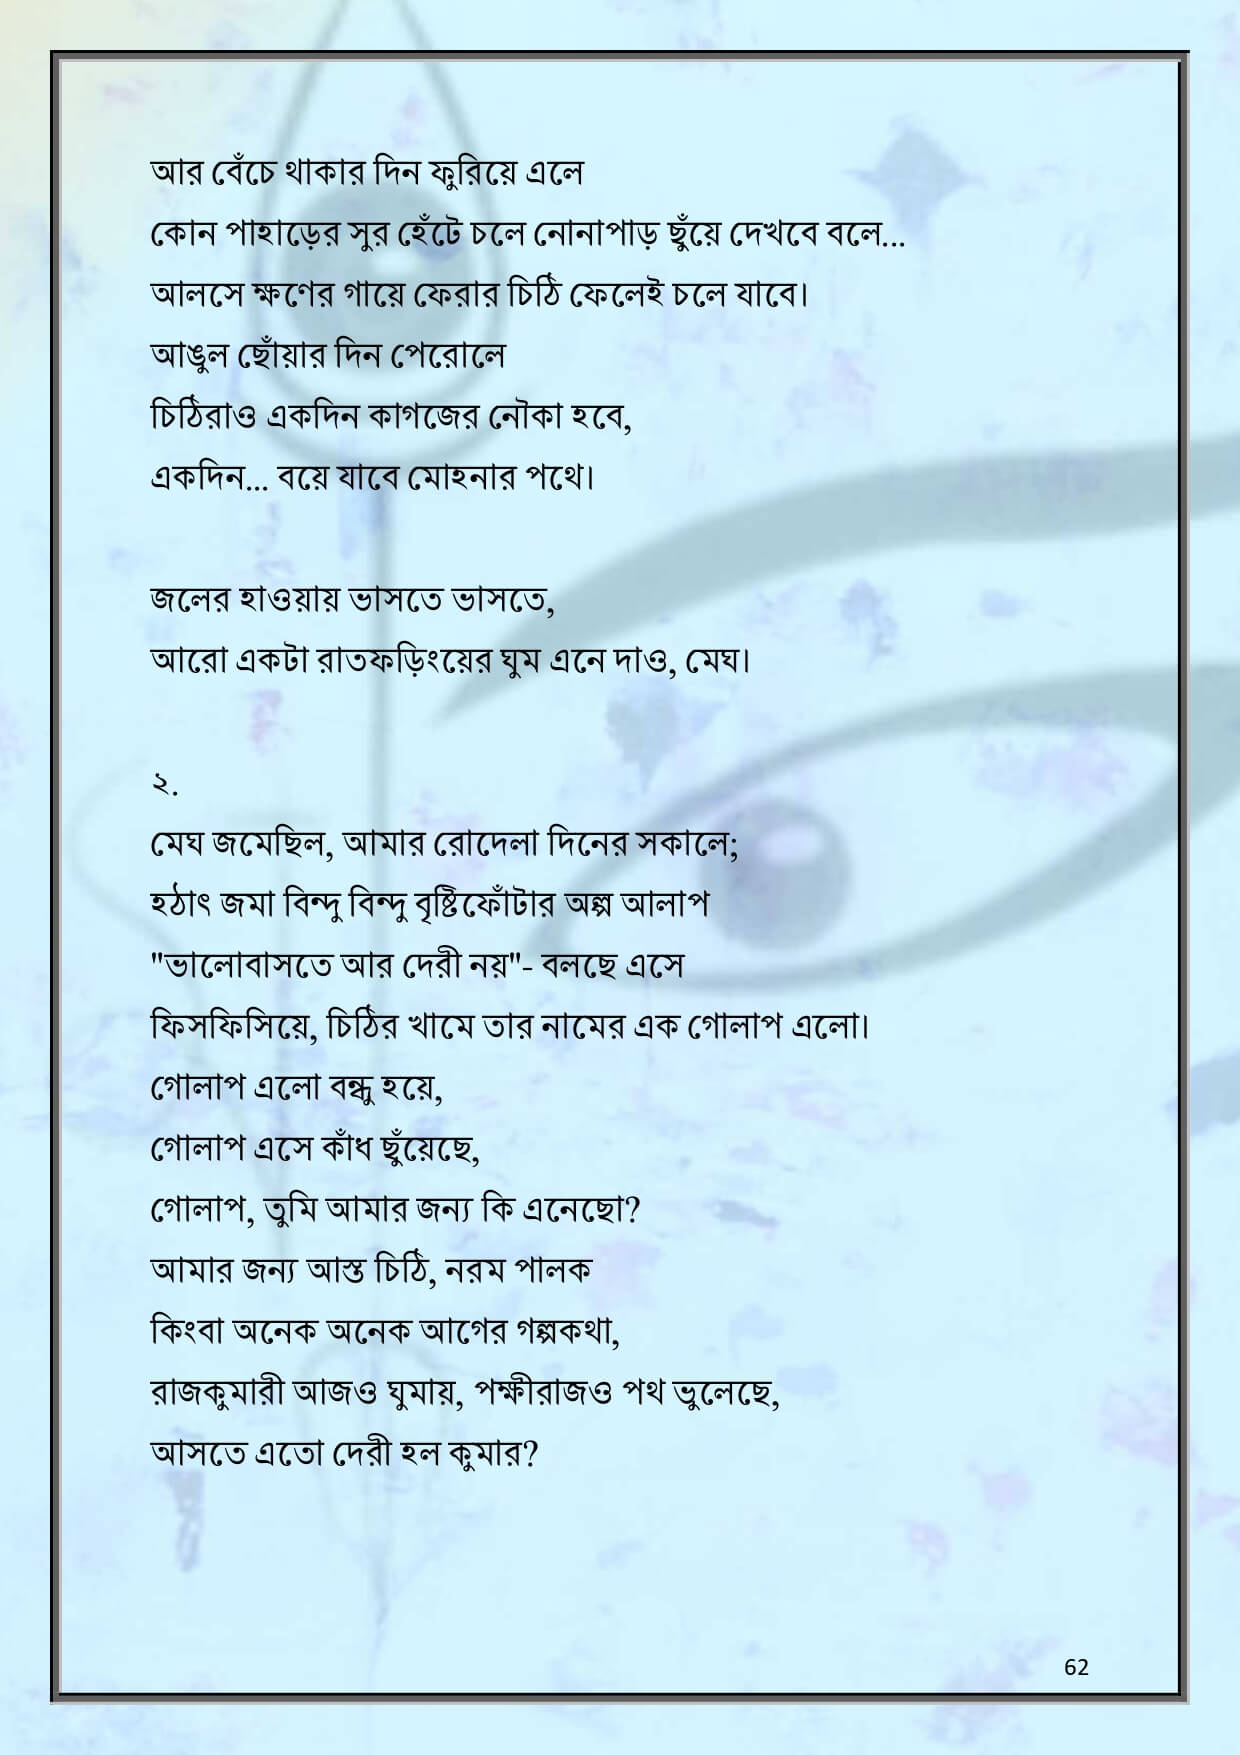 আর বেঁচে থাকার দিন ফুরিয়ে এলে
কোন পাহাড়ের সুর হেঁটে চলে নোনাপাড় ছুঁয়ে দেখবে বলে...
আলসে ক্ষণের গায়ে ফেরার চিঠি ফেলেই চলে যাবে।
আঙুল ছোঁয়ার দিন পেরোলে
চিঠিরাও একদিন কাগজের নৌকা হবে,
একদিন... বয়ে যাবে মোহনার পথে।
জলের হাওয়ায় ভাসতে ভাসতে,
আরো একটা রাতফড়িংয়ের ঘুম এনে দাও, মেঘ।
২.
মেঘ জমেছিল, আমার রোদেলা দিনের সকালে;
হঠাৎ জমা বিন্দু বিন্দু বৃষ্টিফোঁটার অল্প আলাপ
"ভালোবাসতে আর দেরী নয়"- বলছে এসে
ফিসফিসিয়ে, চিঠির খামে তার নামের এক গোলাপ এলো।
গোলাপ এলো বন্ধু হয়ে,
গোলাপ এসে কাঁধ ছুঁয়েছে,
গোলাপ, তুমি আমার জন্য কি এনেছো?
আমার জন্য আস্ত চিঠি, নরম পালক
কিংবা অনেক অনেক আগের গল্পকথা,
রাজকুমারী আজও ঘুমায়, পক্ষীরাজও পথ ভুলেছে,
আসতে এতো দেরী হল কুমার?
62